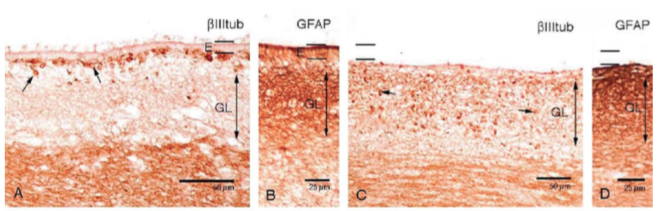 βIIItub
E
GL
A
50 μm
GFAP
E
GL
B
25 μm
βIIItub
GL
C
50 μm
GFAP
GL
D
25 μm